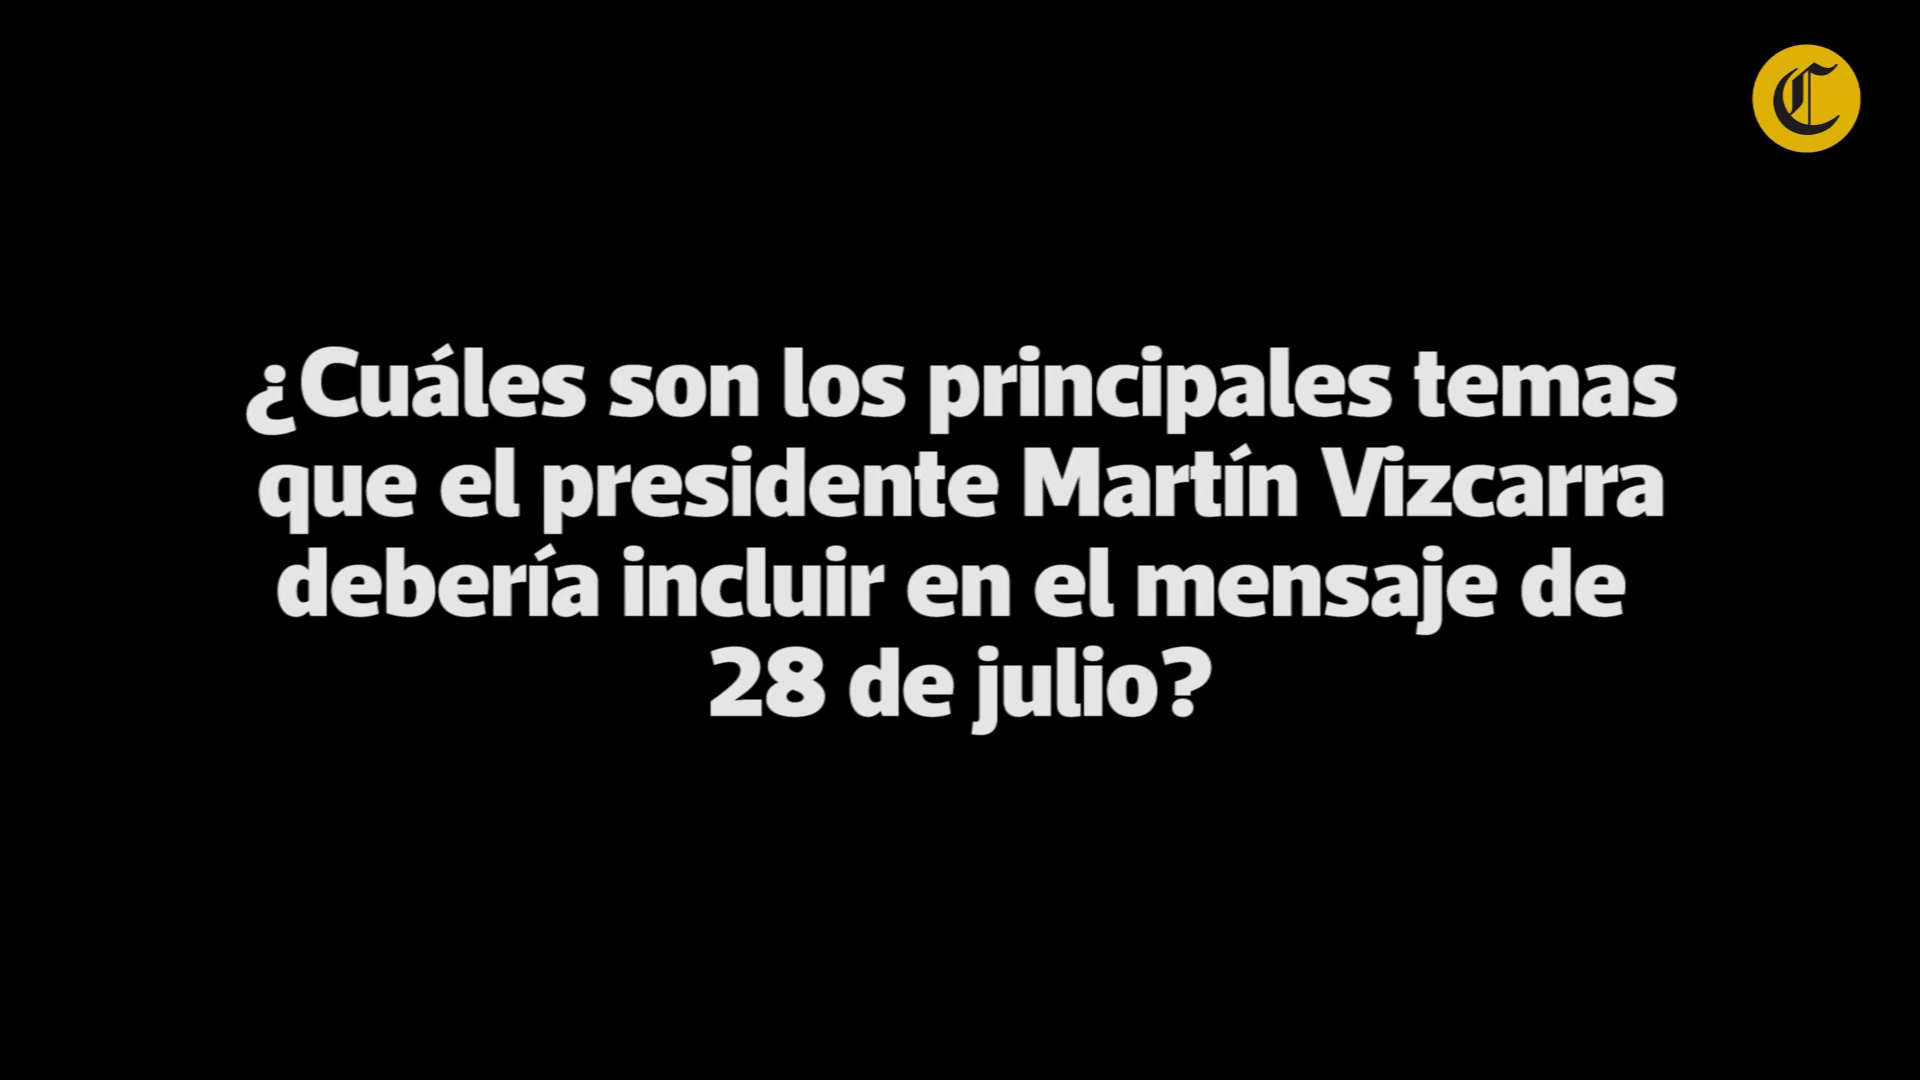 ¿Cuáles son los principales temas
que el presidente Martín Vizcarra
debería incluir en el mensaje de
28 de julio?
C